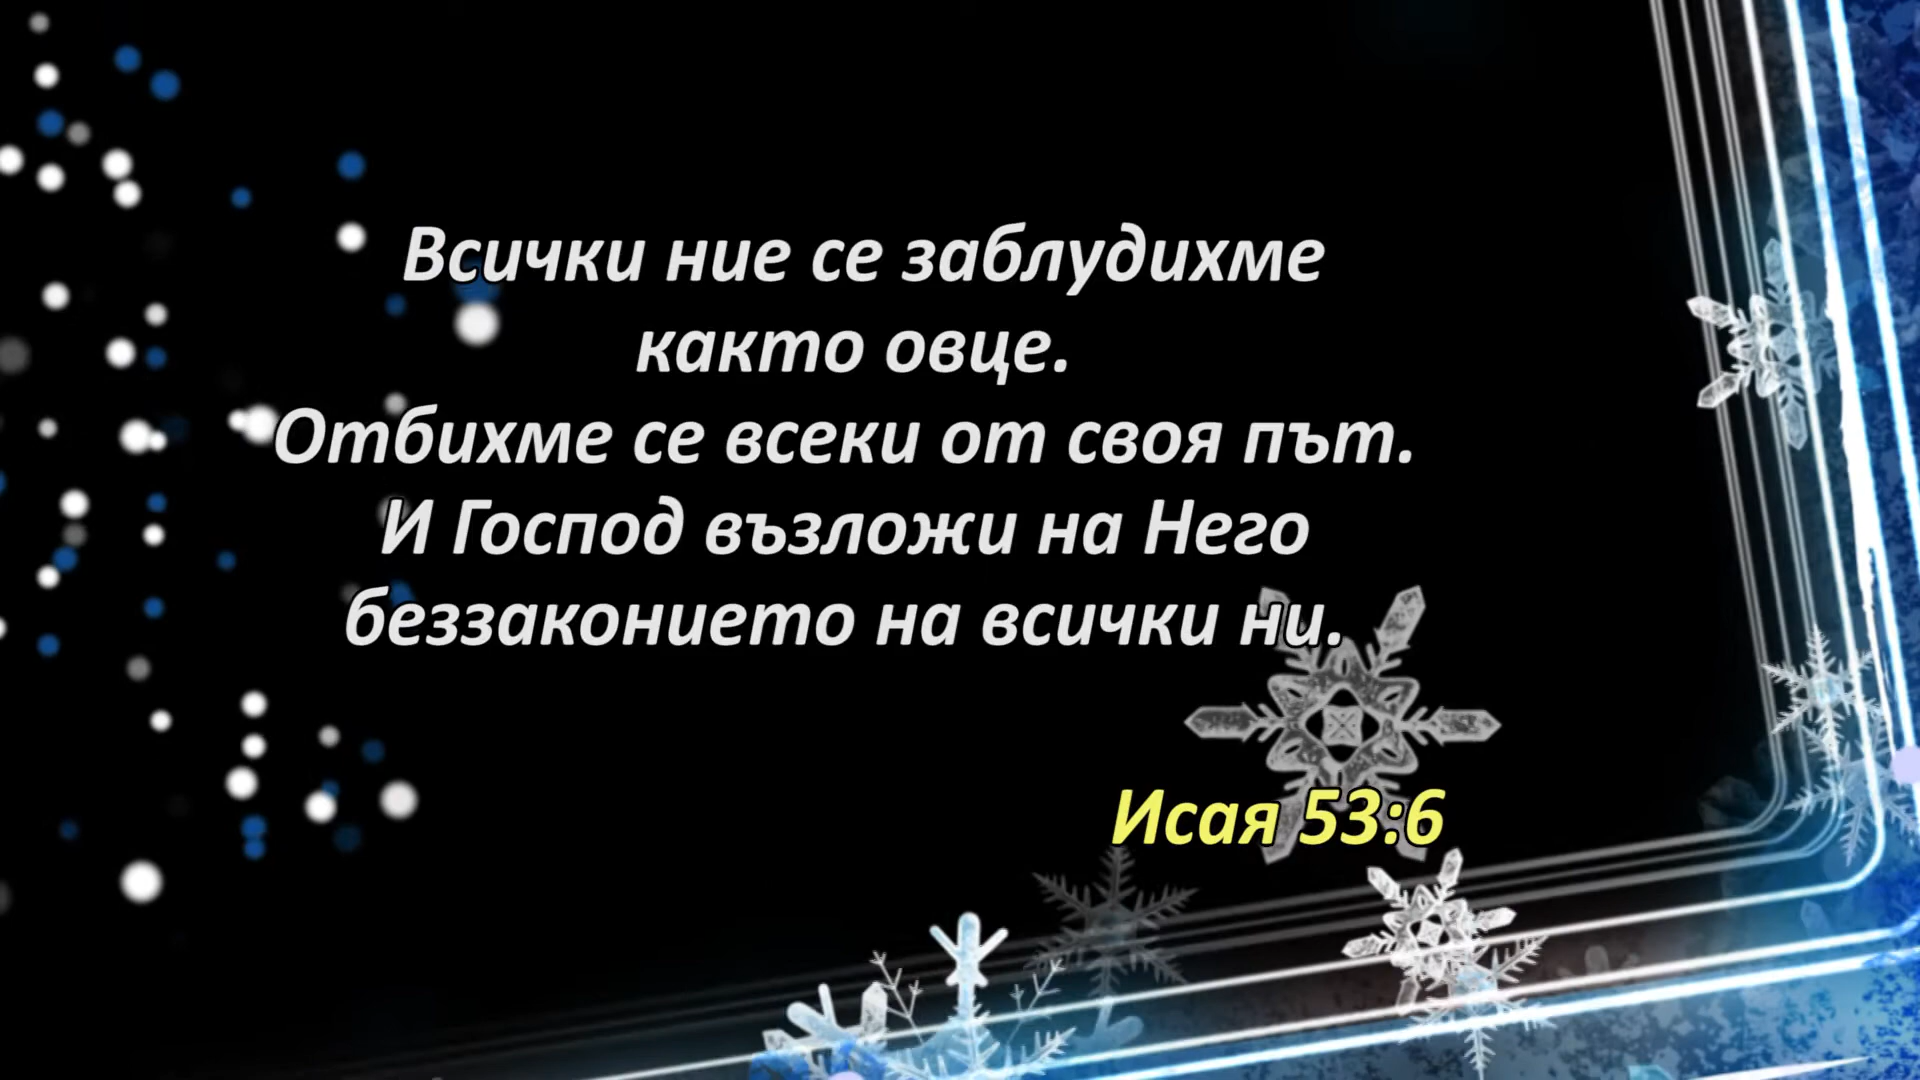 Всички ние се заблудихме
както овце.
Отбихме се всеки от своя път.
И Господ възложи на Него
беззаконието на всички ни.
Исая 53:6